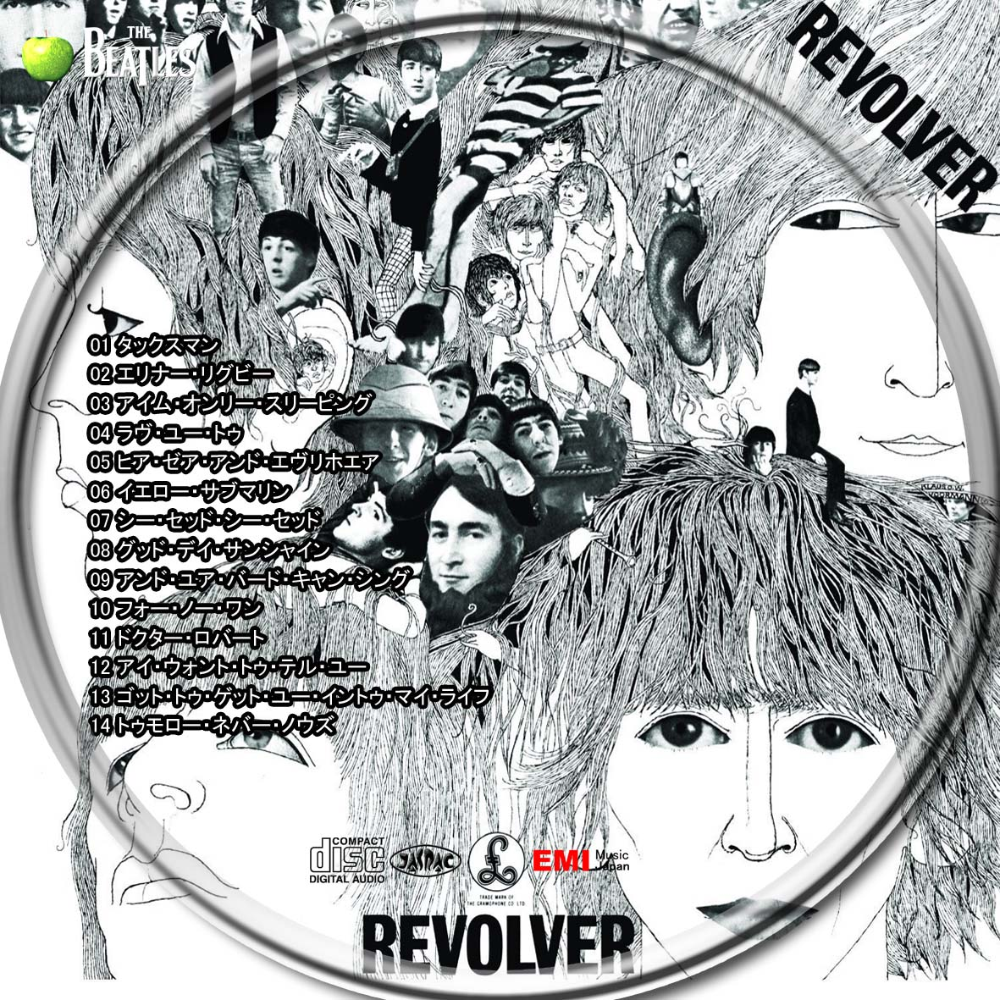 THE
BEATLES
REVOLVER
01 タックスマン
02 エリナー・リグビー
03 アイム・オンリー・スリーピング
04 ラヴ・ユー・トゥ
05 ヒア・ゼア・アンド・エヴリホエア
06 イエロー・サブマリン
07 シー・セッド・シー・セッド
08 グッド・デイ・サンシャイン
09 アンド・ユア・バード・キャン・シング
10 フォー・ノー・ワン
11 ドクター・ロバート
12 アイ・ウォント・トゥ・テル・ユー
13 ゴット・トゥ・ゲット・ユー・イントゥ・マイ・ライフ
14 トゥモロー・ネバー・ノウズ
KLAUS O.W.
VOORMANN
COMPACT
disc
DIGITAL AUDIO
JASRAC
£
EMI Music
Japan
TRADE MARK OF
THE GRAMOPHONE CO LTD
REVOLVER